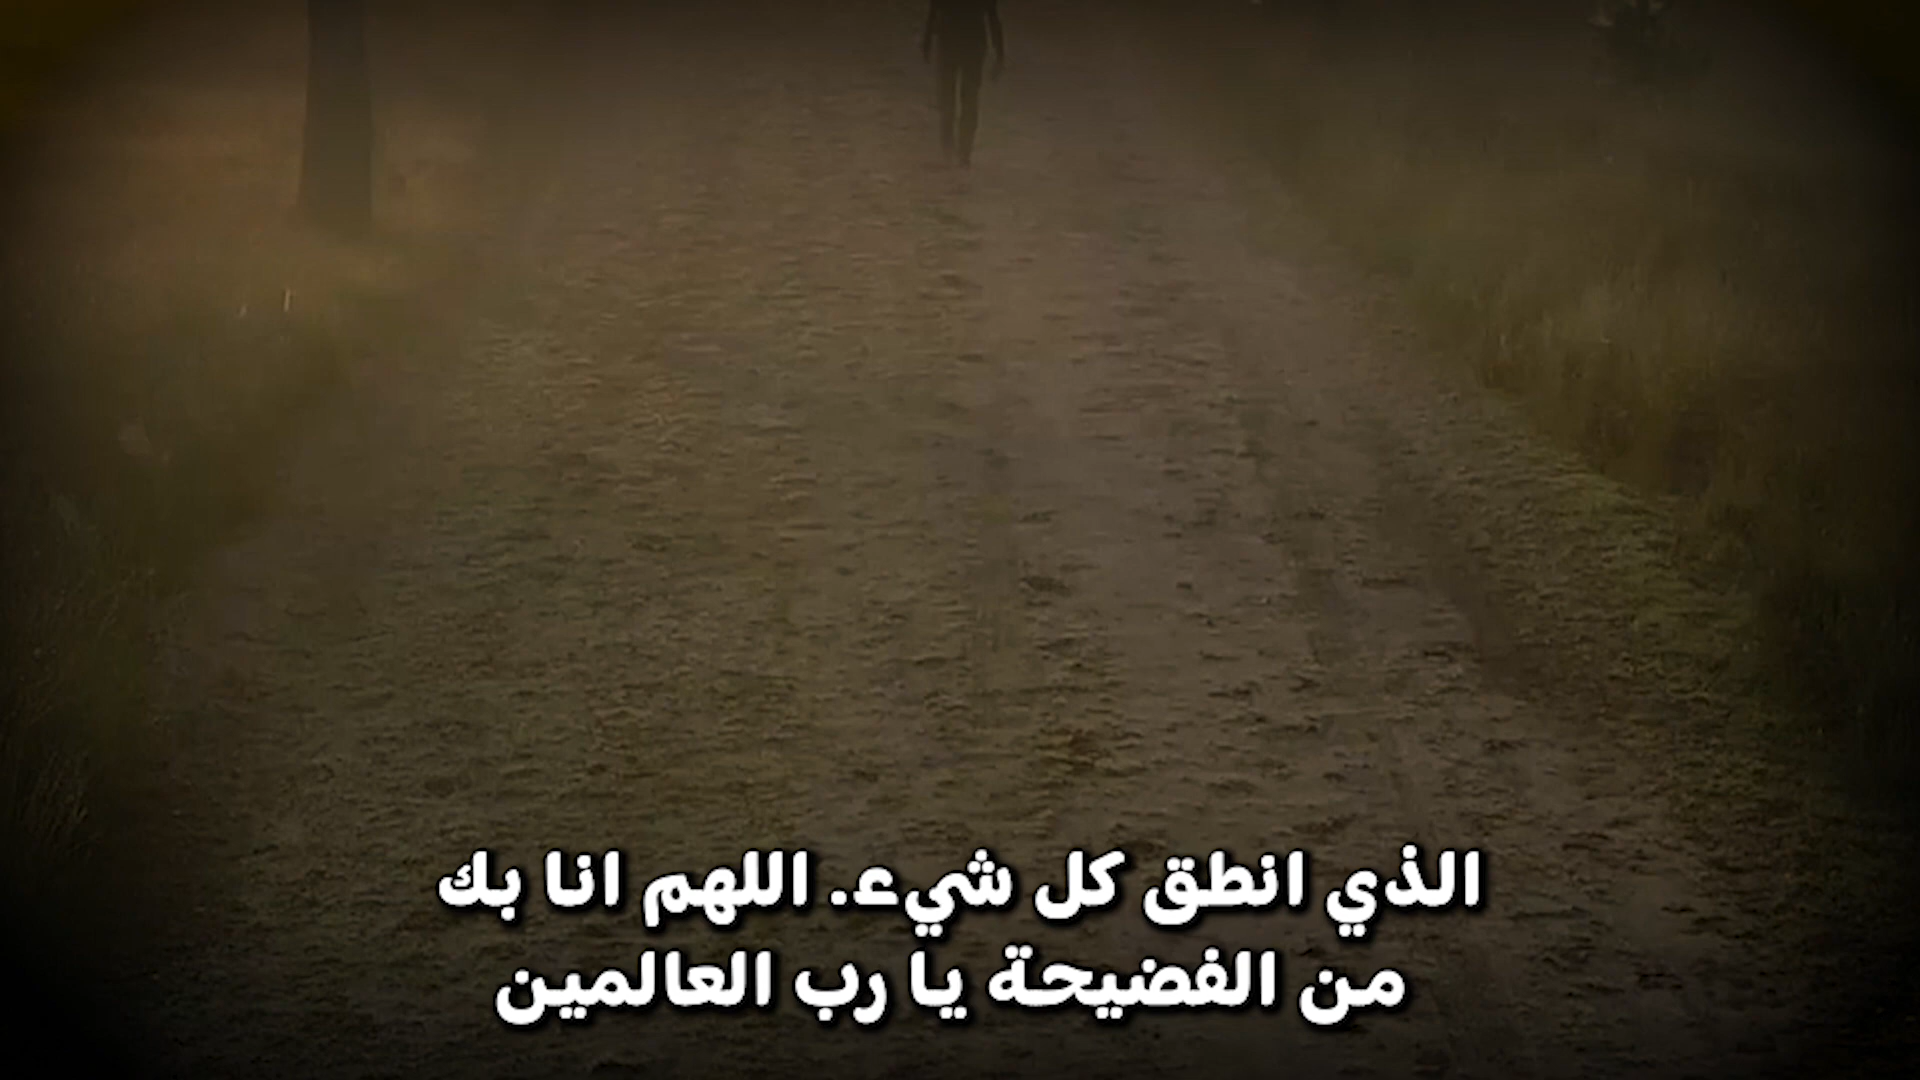 الذي انطق كل شيء. اللهم انا بك
من الفضيحة يا رب العالمين